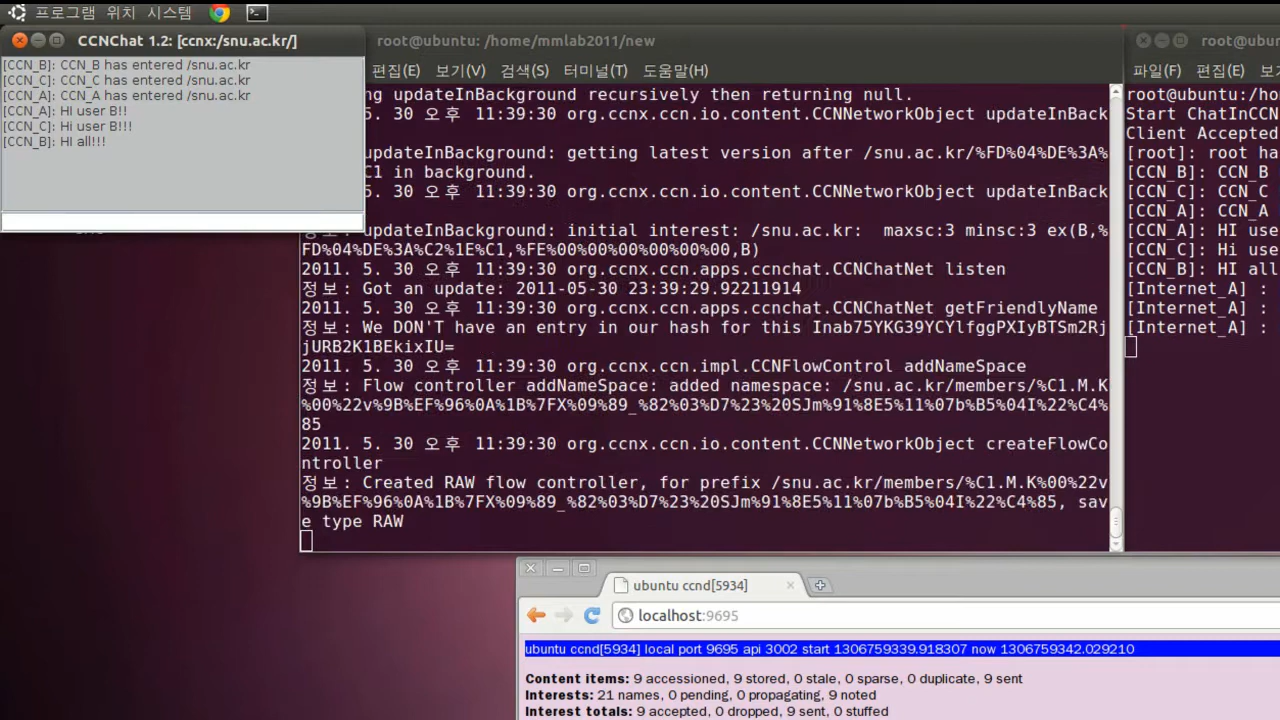 프로그램 위치 시스템
CCNChat 1.2: [ccnx:/snu.ac.kr/]
[CCN_B]: CCN_B has entered /snu.ac.kr
[CCN_C]: CCN_C has entered /snu.ac.kr
[CCN_A]: CCN_A has entered /snu.ac.kr
[CCN_A]: HI user B!!
[CCN_C]: Hi user B!!!
[CCN_B]: HI all!!!
root@ubuntu: /home/mmlab2011/new
편집(E) 보기(V) 검색(S) 터미널(T) 도움말(H)
ng updateInBackground recursively then returning null.
. 30 오후 11:39:30 org.ccnx.ccn.io.content.CCNNetworkObject updateInBack
updateInBackground: getting latest version after /snu.ac.kr/%FD%04%DE%3A%
C1 in background.
. 30 오후 11:39:30 org.ccnx.ccn.io.content.CCNNetworkObject updateInBack
정보: updateInBackground: initial interest: /snu.ac.kr:  maxsc:3 minsc:3 ex(B,%
FD%04%DE%3A%C2%1E%C1,%FE%00%00%00%00%00%00,B)
2011. 5. 30 오후 11:39:30 org.ccnx.ccn.apps.ccnchat.CCNChatNet listen
정보: Got an update: 2011-05-30 23:39:29.92211914
2011. 5. 30 오후 11:39:30 org.ccnx.ccn.apps.ccnchat.CCNChatNet getFriendlyName
정보: We DON'T have an entry in our hash for this Inab75YKG39YCYlfggPXIyBTSm2Rj
jURB2K1BEkixIU=
2011. 5. 30 오후 11:39:30 org.ccnx.ccn.impl.CCNFlowControl addNameSpace
정보: Flow controller addNameSpace: added namespace: /snu.ac.kr/members/%C1.M.K
%00%22v%9B%EF%96%0A%1B%7FX%09%89_%82%03%D7%23%20SJm%91%8E5%11%07b%B5%04I%22%C4%
85
2011. 5. 30 오후 11:39:30 org.ccnx.ccn.io.content.CCNNetworkObject createFlowCo
ntroller
정보: Created RAW flow controller, for prefix /snu.ac.kr/members/%C1.M.K%00%22v
%9B%EF%96%0A%1B%7FX%09%89_%82%03%D7%23%20SJm%91%8E5%11%07b%B5%04I%22%C4%85, sav
e type RAW
root@ubu
파일(F) 편집(E) 보기
root@ubuntu:/ho
Start ChatInCCN
Client Accepted
[root]: root ha
[CCN_B]: CCN_B
[CCN_C]: CCN_C
[CCN_A]: CCN_A
[CCN_A]: HI use
[CCN_C]: Hi use
[CCN_B]: HI all
[Internet_A] :
[Internet_A] :
[Internet_A] :
ubuntu ccnd[5934]
localhost:9695
ubuntu ccnd[5934] local port 9695 api 3002 start 1306759339.918307 now 1306759342.029210
Content items: 9 accessioned, 9 stored, 0 stale, 0 sparse, 0 duplicate, 9 sent
Interests: 21 names, 0 pending, 0 propagating, 9 noted
Interest totals: 9 accepted, 0 dropped, 9 sent, 0 stuffed